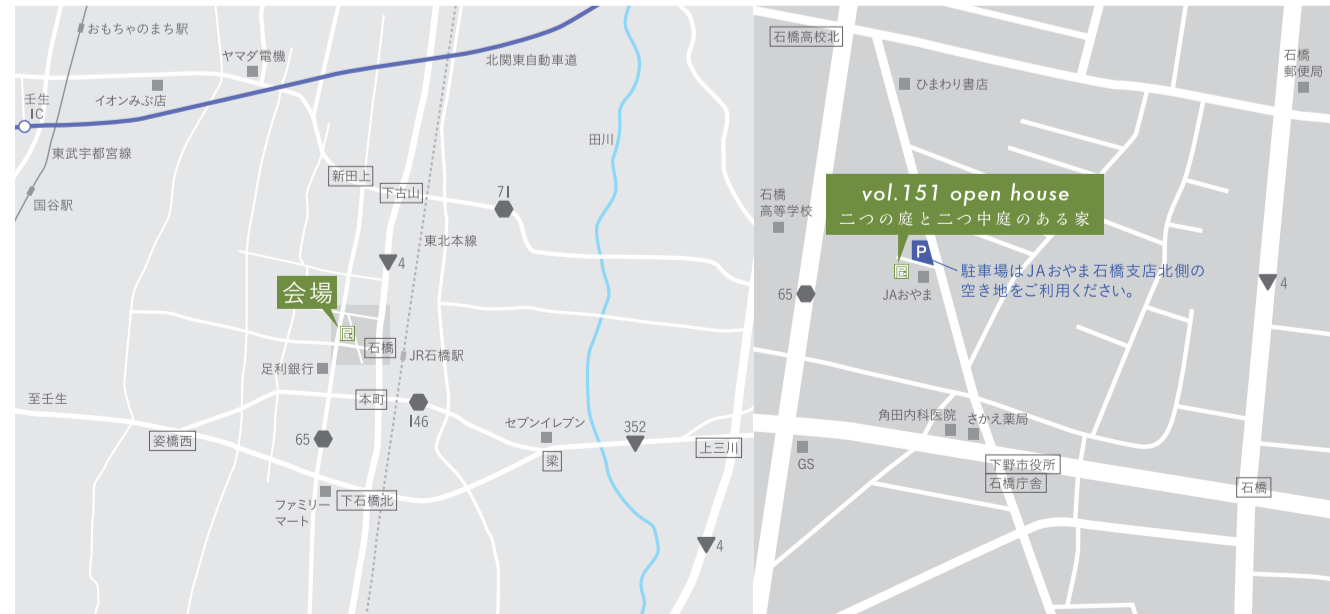 おもちゃのまち駅
ヤマダ電機
北関東自動車道
イオンみぶ店
壬生
IC
東武宇都宮線
田川
国谷駅
新田上
下古山
71
東北本線
4
会場
石橋
JR石橋駅
足利銀行
至壬生
本町
146
セブンイレブン
352
姿橋西
65
上三川
梁
ファミリー
マート
下石橋北
4
石橋高校北
石橋
郵便局
ひまわり書店
石橋
高等学校
vol.151 open house
二つの庭と二つ中庭のある家
P
駐車場はJAおやま石橋支店北側の
空き地をご利用ください。
JAおやま
65
4
角田内科医院
さかえ薬局
GS
下野市役所
石橋庁舎
石橋